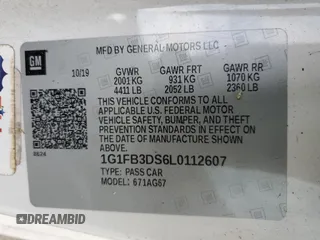 MFD BY GENERAL MOTORS LLC
GM
10/19 GVWR GAWR FRT GAWR RR
2001 KG 931 KG 1070 KG
4411 LB 2052 LB 2360 LB
THIS VEHICLE CONFORMS TO ALL APPLICABLE
U.S. FEDERAL MOTOR
VEHICLE SAFETY, BUMPER, AND
THEFT PREVENTION STANDARDS
IN EFFECT ON THE DATE OF
MANUFACTURE SHOWN ABOVE.
1G1FB3DS6L0112607
TYPE: PASS CAR
MODEL: 671AG67
DREAMBID